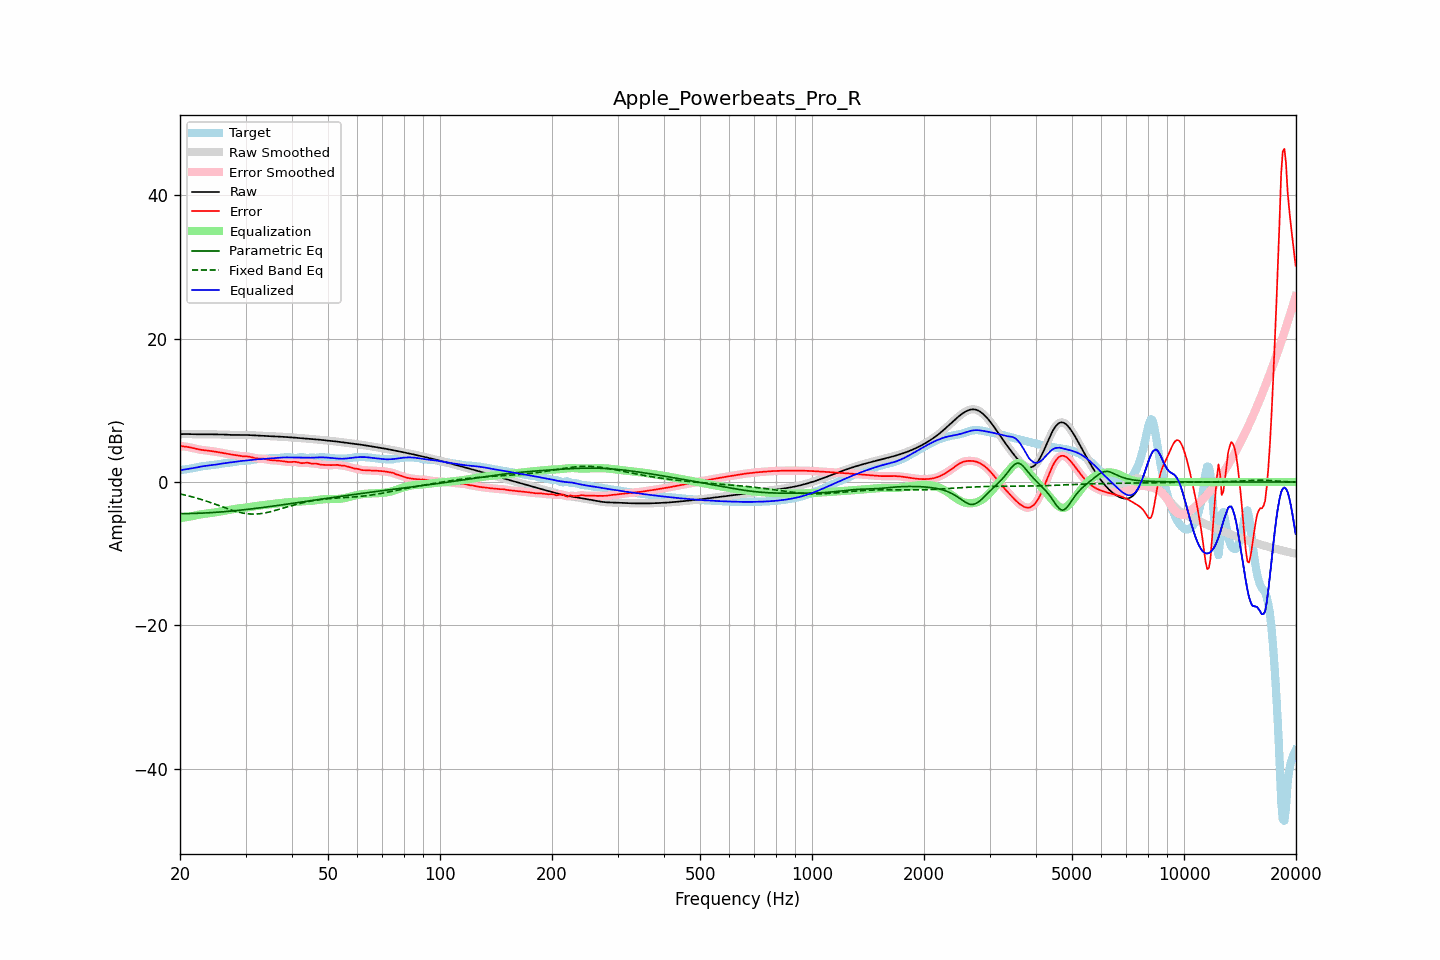 Apple_Powerbeats_Pro_R
Target
Raw Smoothed
Error Smoothed
Raw
Error
Equalization
Parametric Eq
Fixed Band Eq
Equalized
40
20
0
−20
−40
Amplitude (dBr)
20 50 100 200 500 1000 2000 5000 10000 20000
Frequency (Hz)